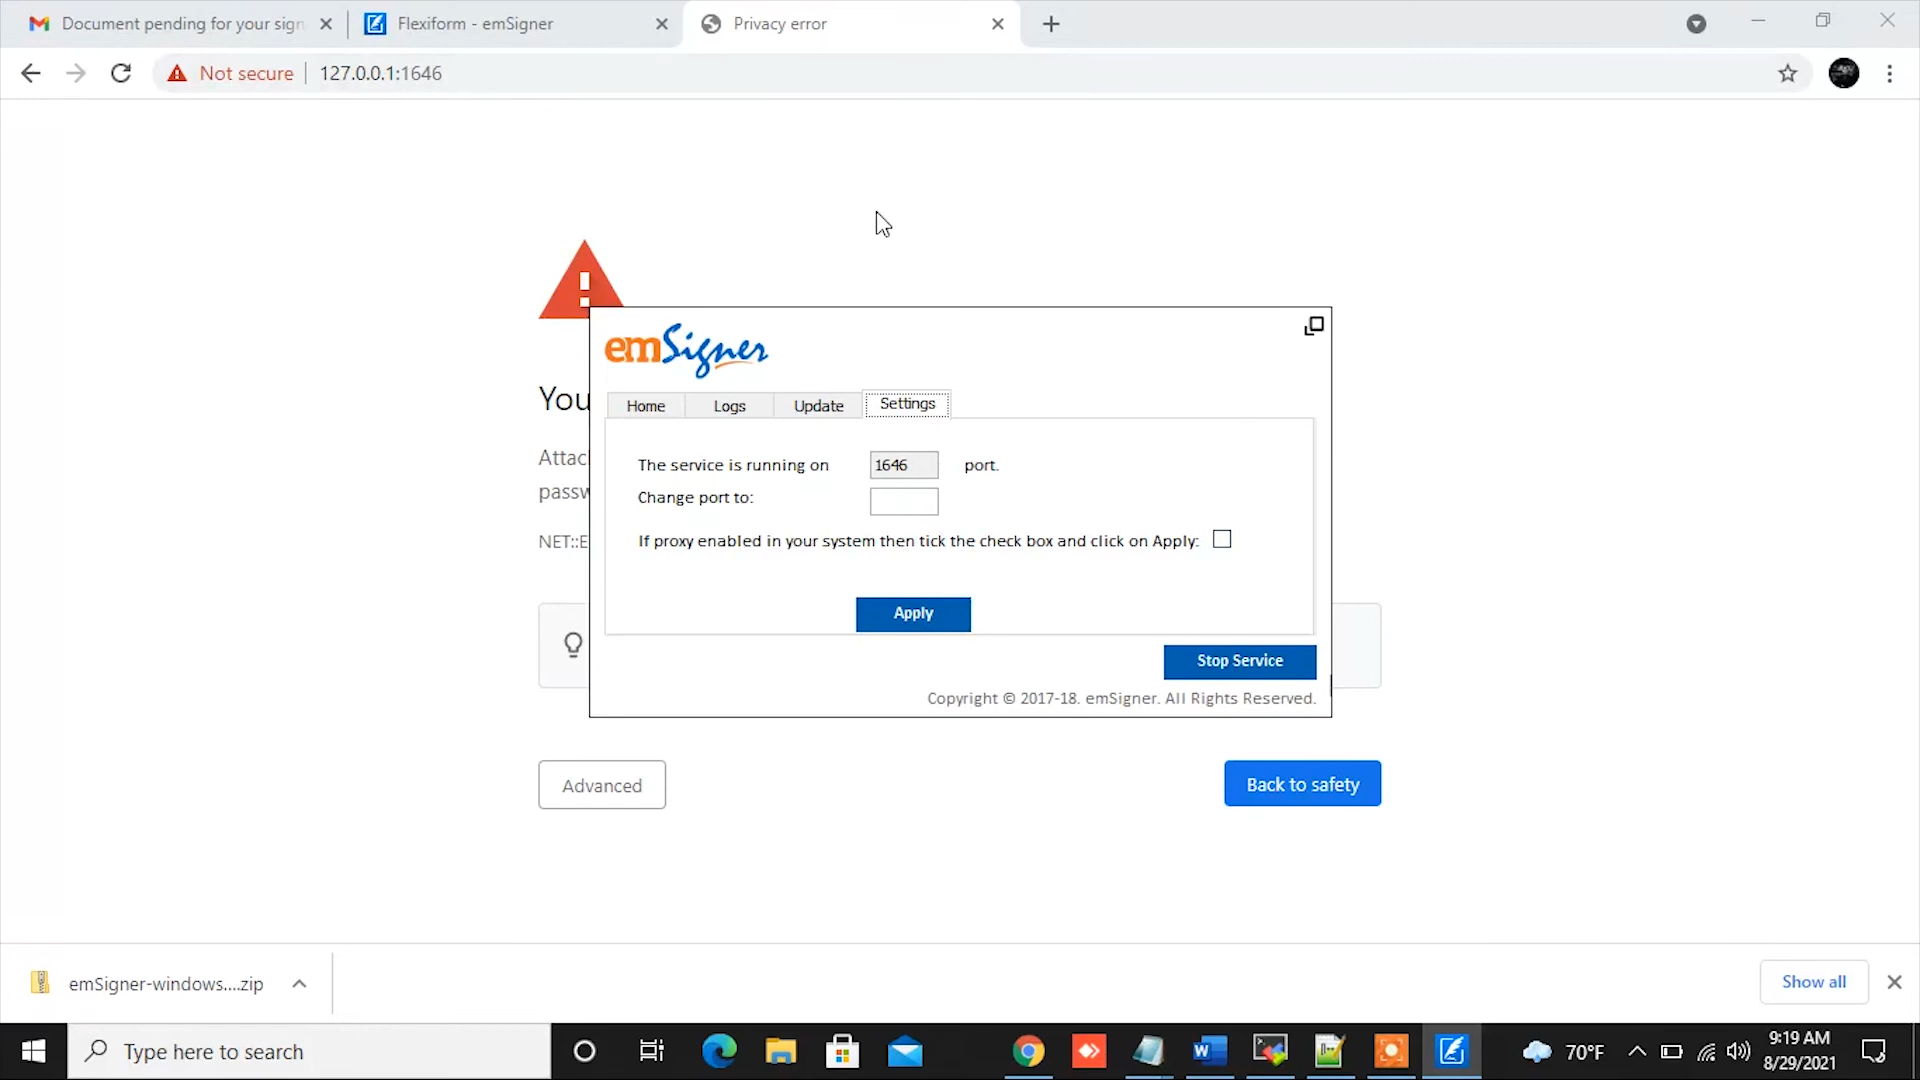 Document pending for your sign
Flexiform - emSigner
Privacy error
Not secure
127.0.0.1:1646
You
Attac
passw
NET::E
emSigner
Home
Logs
Update
Settings
The service is running on 1646 port.
Change port to:
If proxy enabled in your system then tick the check box and click on Apply:
Apply
Stop Service
Copyright © 2017-18. emSigner. All Rights Reserved.
Advanced
Back to safety
emSigner-windows....zip
Show all
Type here to search
70°F
9:19 AM
8/29/2021